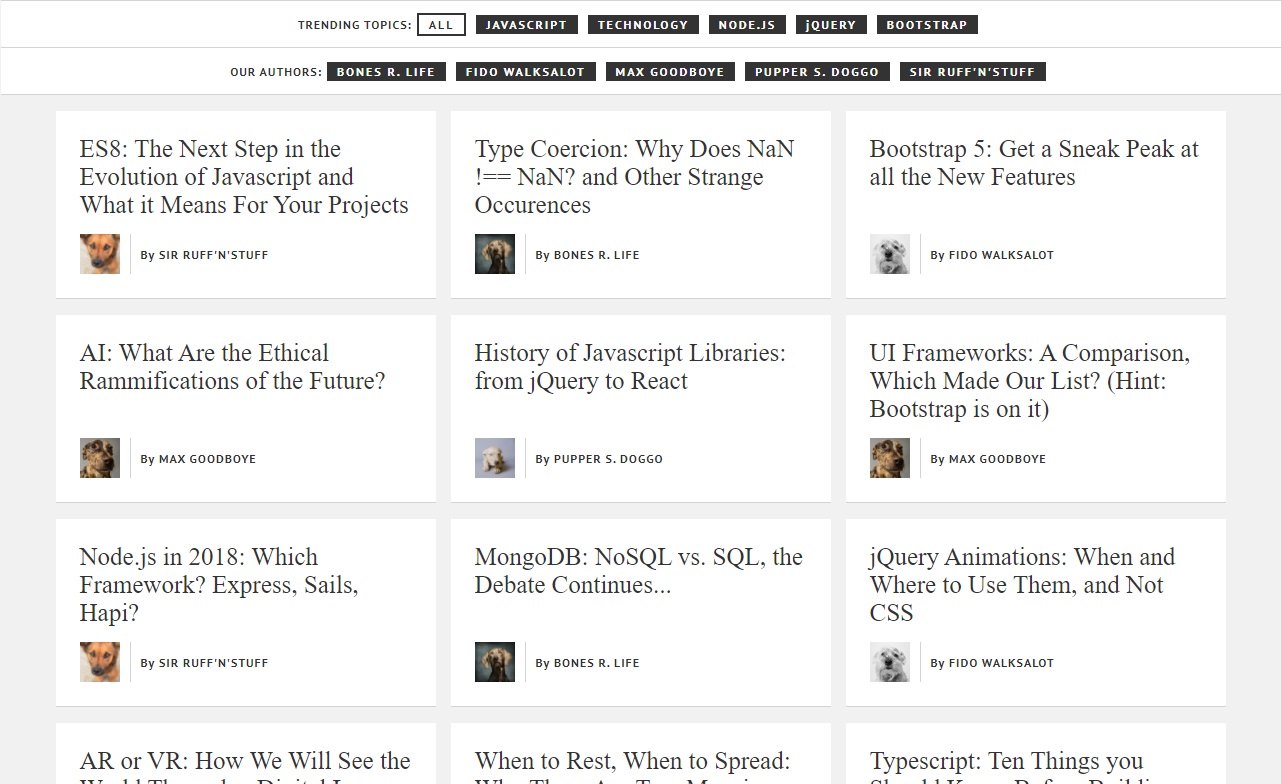 TRENDING TOPICS: ALL JAVASCRIPT TECHNOLOGY NODE.JS jQUERY BOOTSTRAP
OUR AUTHORS: BONES R. LIFE FIDO WALKSALOT MAX GOODBOYE PUPPER S. DOGGO SIR RUFF'N'STUFF
ES8: The Next Step in the
Evolution of Javascript and
What it Means For Your Projects
By SIR RUFF'N'STUFF
Type Coercion: Why Does NaN
!== NaN? and Other Strange
Occurences
By BONES R. LIFE
Bootstrap 5: Get a Sneak Peak at
all the New Features
By FIDO WALKSALOT
AI: What Are the Ethical
Rammifications of the Future?
By MAX GOODBOYE
History of Javascript Libraries:
from jQuery to React
By PUPPER S. DOGGO
UI Frameworks: A Comparison,
Which Made Our List? (Hint:
Bootstrap is on it)
By MAX GOODBOYE
Node.js in 2018: Which
Framework? Express, Sails,
Hapi?
By SIR RUFF'N'STUFF
MongoDB: NoSQL vs. SQL, the
Debate Continues...
By BONES R. LIFE
jQuery Animations: When and
Where to Use Them, and Not
CSS
By FIDO WALKSALOT
AR or VR: How We Will See the
When to Rest, When to Spread:
Typescript: Ten Things you